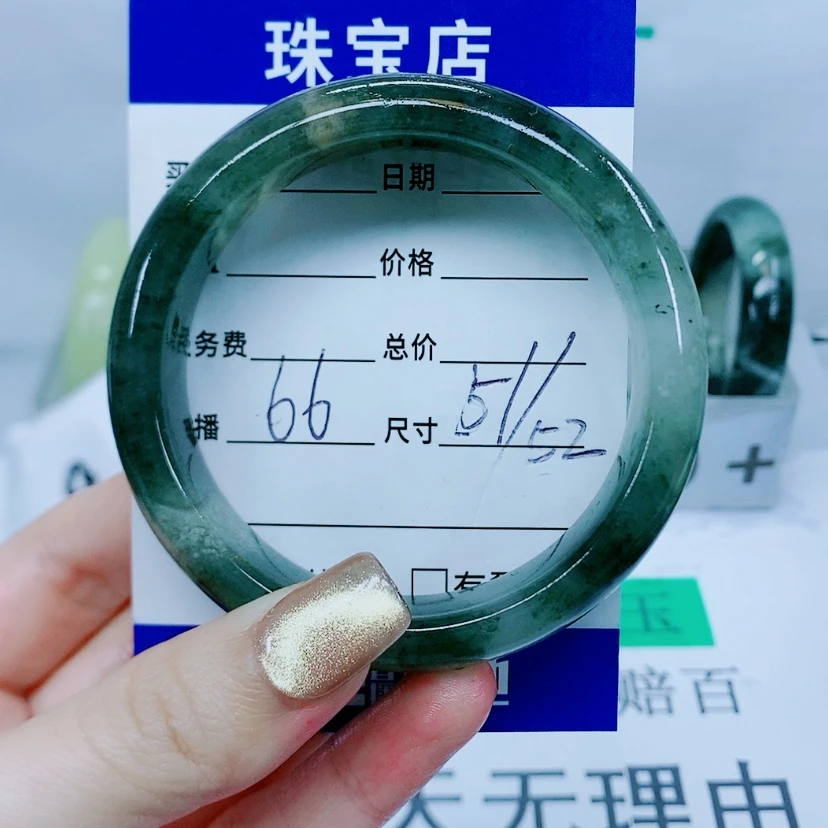 珠宝店
日期
价格
务费 总价
播 66 尺寸 51//52
玉
赔百
天无理由